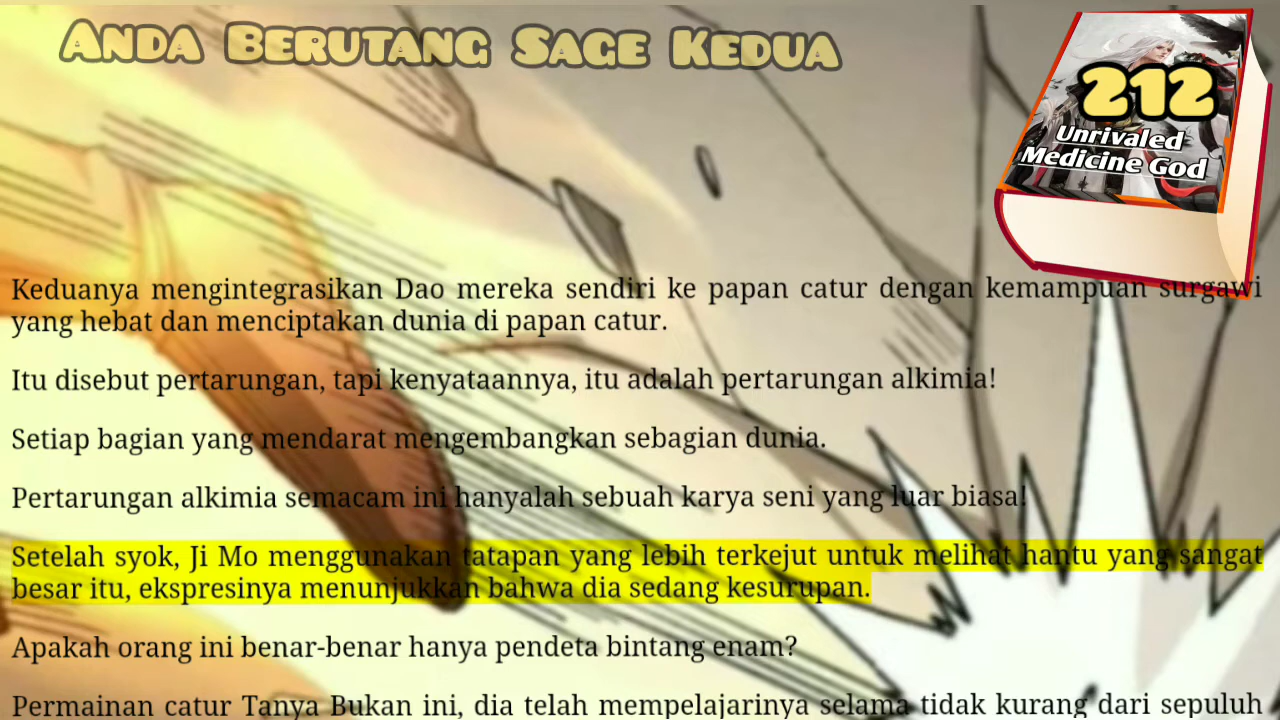 Anda Berutang Sage Kedua
212
Unrivaled
Medicine God
Keduanya mengintegrasikan Dao mereka sendiri ke papan catur dengan kemampuan surgawi
yang hebat dan menciptakan dunia di papan catur.
Itu disebut pertarungan, tapi kenyataannya, itu adalah pertarungan alkimia!
Setiap bagian yang mendarat mengembangkan sebagian dunia.
Pertarungan alkimia semacam ini hanyalah sebuah karya seni yang luar biasa!
Setelah syok, Ji Mo menggunakan tatapan yang lebih terkejut untuk melihat hantu yang sangat
besar itu, ekspresinya menunjukkan bahwa dia sedang kesurupan.
Apakah orang ini benar-benar hanya pendeta bintang enam?
Permainan catur Tanya Bukan ini, dia telah mempelajarinya selama tidak kurang dari sepuluh